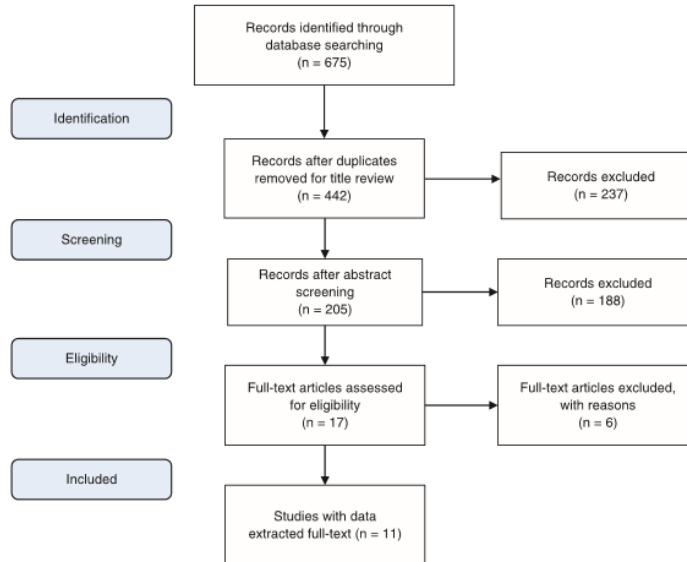 Records identified through
database searching
(n = 675)
Identification
Records after duplicates
removed for title review
(n = 442)
Records excluded
(n = 237)
Screening
Records after abstract
screening
(n = 205)
Records excluded
(n = 188)
Eligibility
Full-text articles assessed
for eligibility
(n = 17)
Full-text articles excluded,
with reasons
(n = 6)
Included
Studies with data
extracted full-text (n = 11)